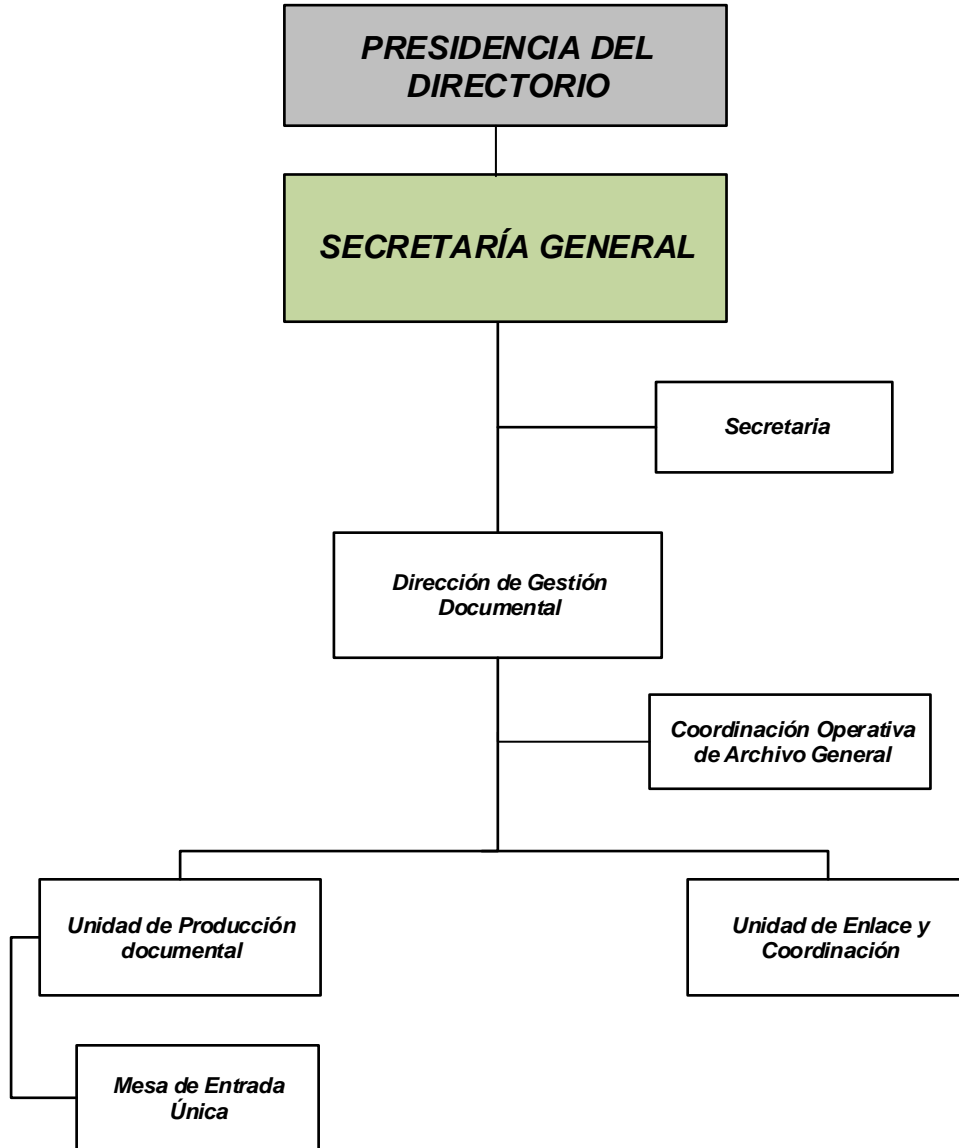 PRESIDENCIA DEL
DIRECTORIO
SECRETARÍA GENERAL
Secretaria
Dirección de Gestión
Documental
Coordinación Operativa
de Archivo General
Unidad de Producción
documental
Unidad de Enlace y
Coordinación
Mesa de Entrada
Única